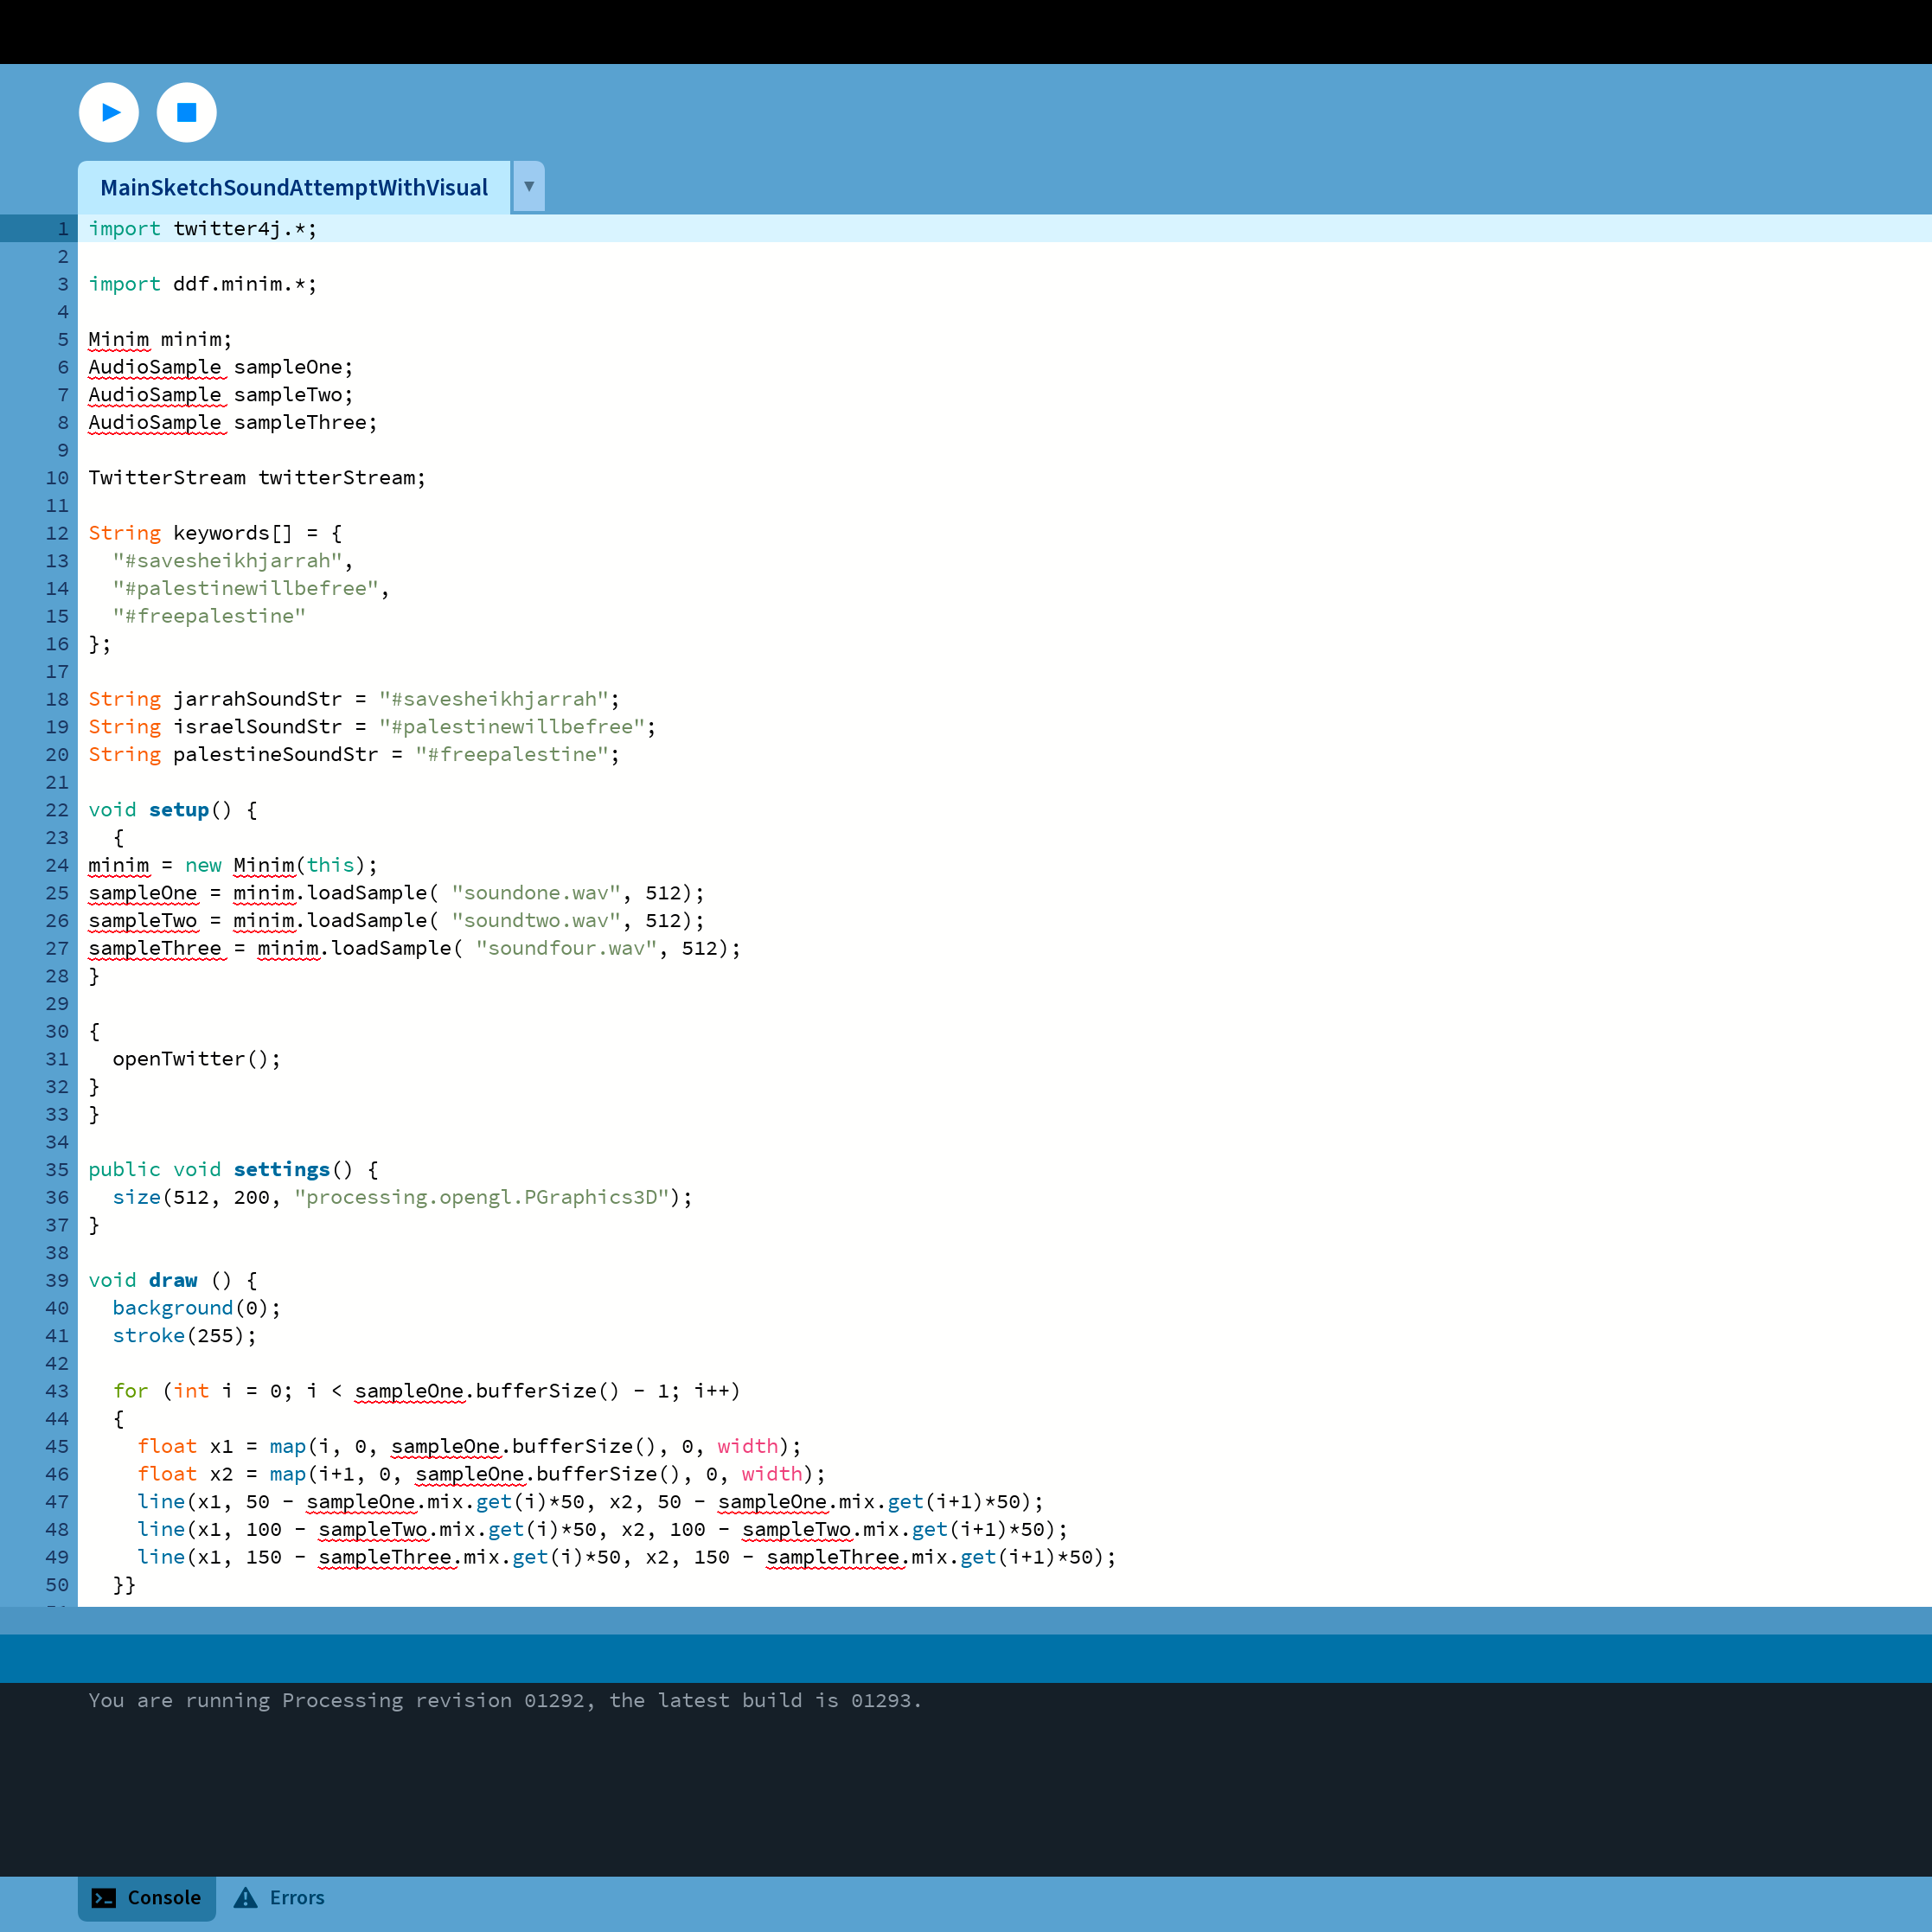 MainSketchSoundAttemptWithVisual ▼
1 import twitter4j.*;
2
3 import ddf.minim.*;
4
5 Minim minim;
6 AudioSample sampleOne;
7 AudioSample sampleTwo;
8 AudioSample sampleThree;
9
10 TwitterStream twitterStream;
11
12 String keywords[] = {
13   "#savesheikhjarrah",
14   "#palestinewillbefree",
15   "#freepalestine"
16 };
17
18 String jarrahSoundStr = "#savesheikhjarrah";
19 String israelSoundStr = "#palestinewillbefree";
20 String palestineSoundStr = "#freepalestine";
21
22 void setup() {
23   {
24 minim = new Minim(this);
25 sampleOne = minim.loadSample( "soundone.wav", 512);
26 sampleTwo = minim.loadSample( "soundtwo.wav", 512);
27 sampleThree = minim.loadSample( "soundfour.wav", 512);
28 }
29
30 {
31   openTwitter();
32 }
33 }
34
35 public void settings() {
36   size(512, 200, "processing.opengl.PGraphics3D");
37 }
38
39 void draw () {
40   background(0);
41   stroke(255);
42
43   for (int i = 0; i < sampleOne.bufferSize() - 1; i++)
44   {
45     float x1 = map(i, 0, sampleOne.bufferSize(), 0, width);
46     float x2 = map(i+1, 0, sampleOne.bufferSize(), 0, width);
47     line(x1, 50 - sampleOne.mix.get(i)*50, x2, 50 - sampleOne.mix.get(i+1)*50);
48     line(x1, 100 - sampleTwo.mix.get(i)*50, x2, 100 - sampleTwo.mix.get(i+1)*50);
49     line(x1, 150 - sampleThree.mix.get(i)*50, x2, 150 - sampleThree.mix.get(i+1)*50);
50   }}
You are running Processing revision 01292, the latest build is 01293.
Console Errors